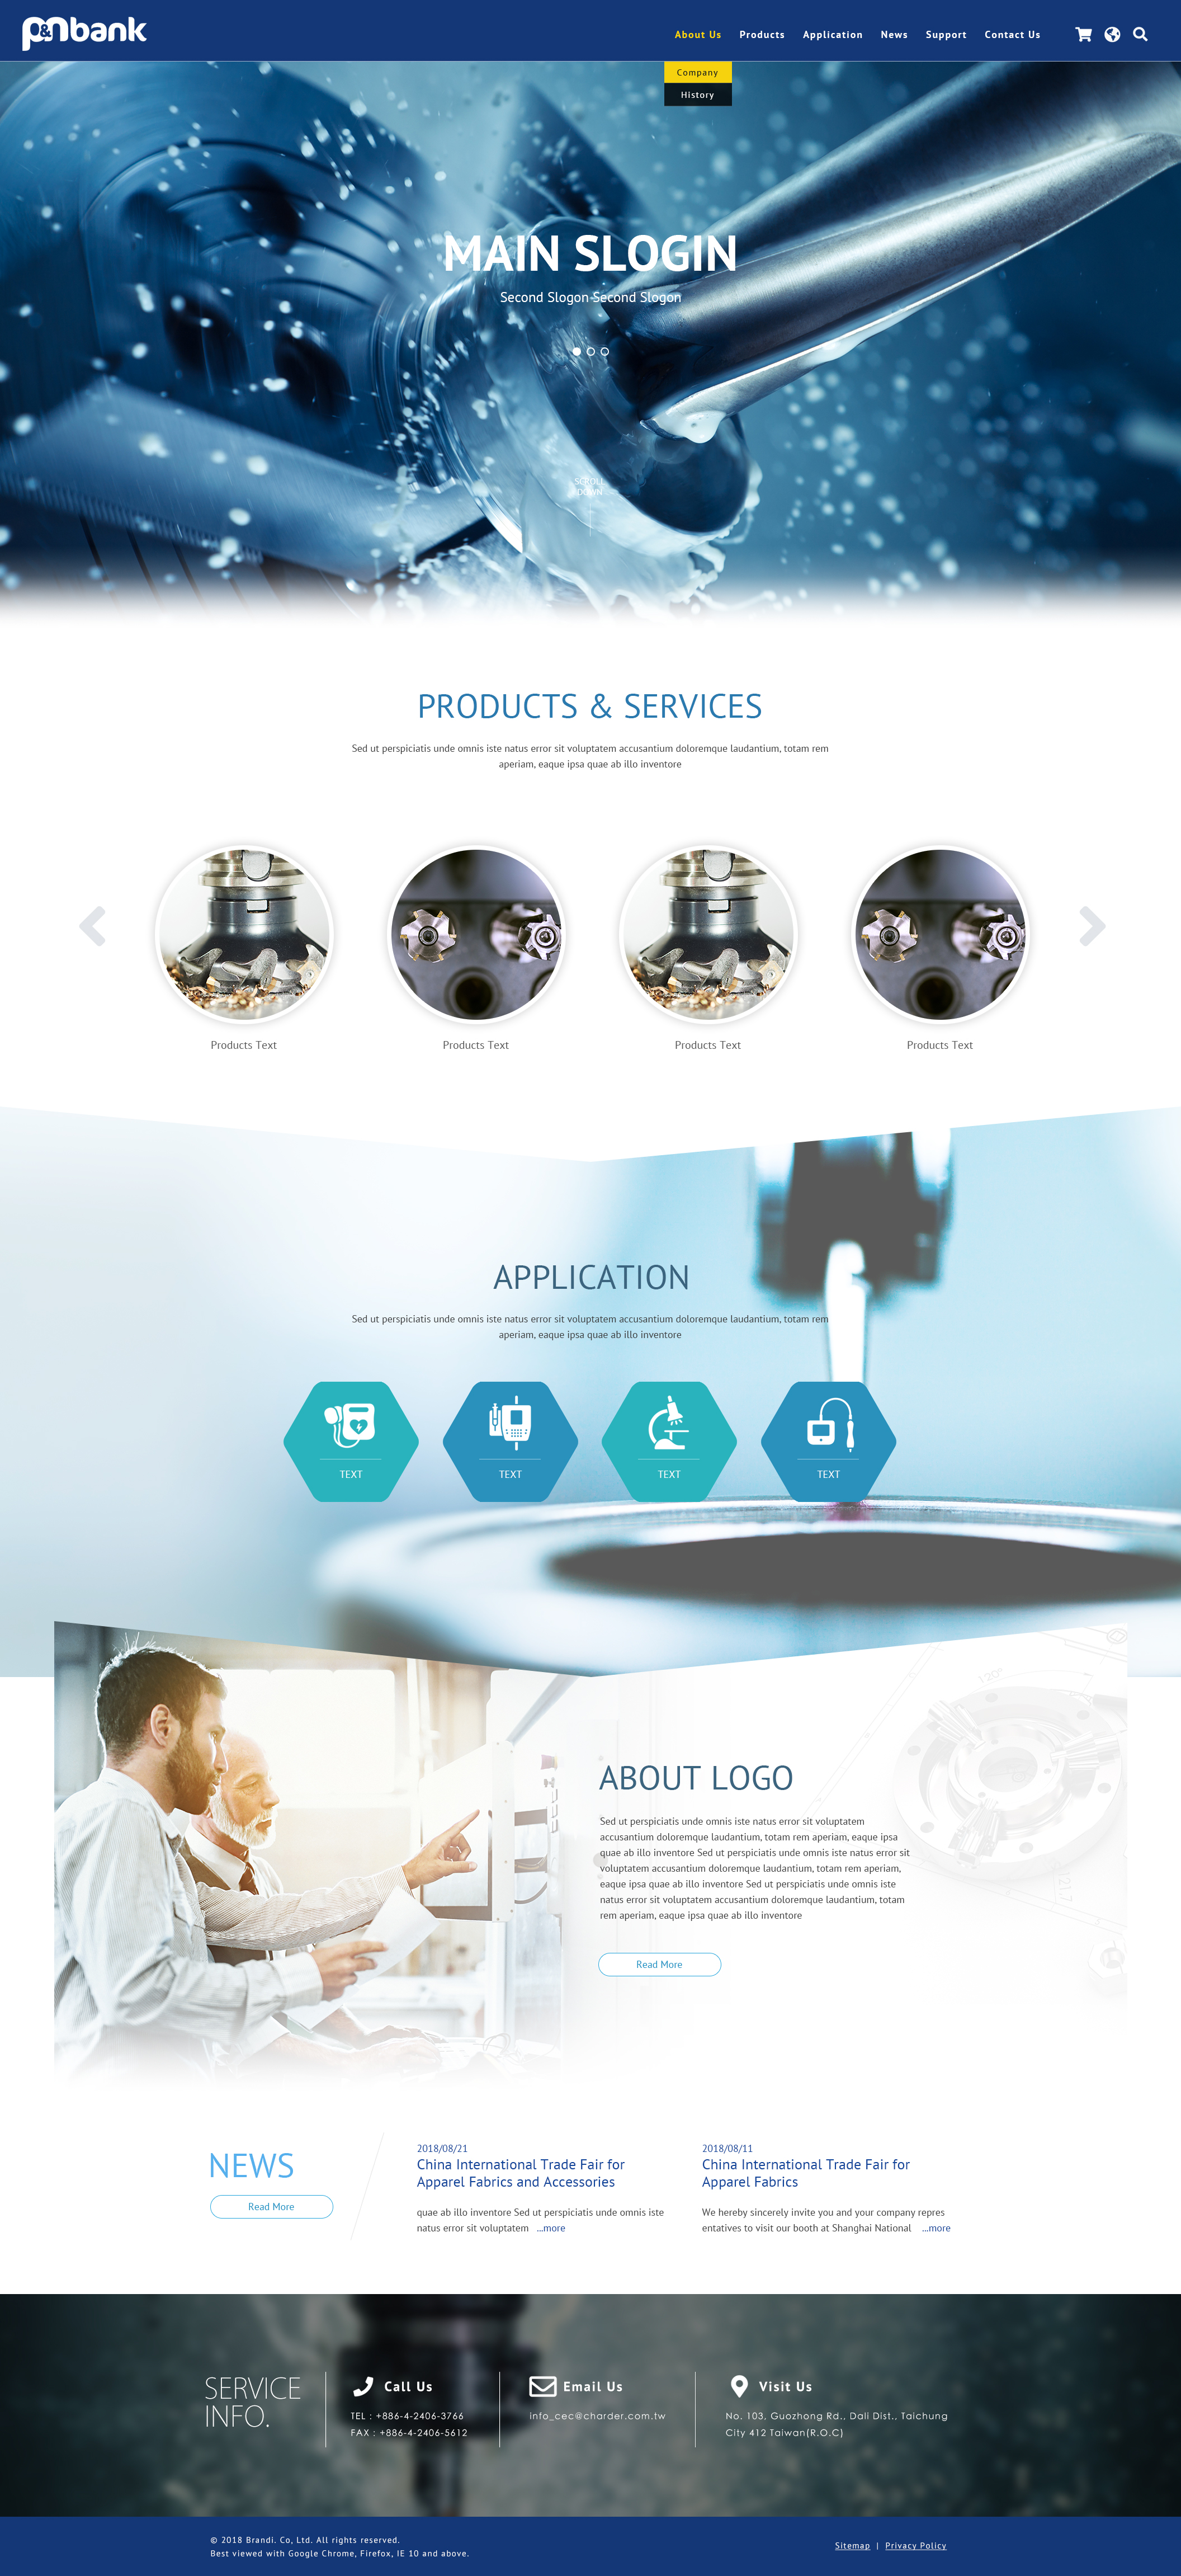 p&nbank
About Us Products Application News Support Contact Us
Company
History
MAIN SLOGIN
Second Slogon Second Slogon
SCROLL
DOWN
PRODUCTS & SERVICES
Sed ut perspiciatis unde omnis iste natus error sit voluptatem accusantium doloremque laudantium, totam rem
aperiam, eaque ipsa quae ab illo inventore
Products Text Products Text Products Text Products Text
APPLICATION
Sed ut perspiciatis unde omnis iste natus error sit voluptatem accusantium doloremque laudantium, totam rem
aperiam, eaque ipsa quae ab illo inventore
TEXT TEXT TEXT TEXT
120°
ABOUT LOGO
Sed ut perspiciatis unde omnis iste natus error sit voluptatem
accusantium doloremque laudantium, totam rem aperiam, eaque ipsa
quae ab illo inventore Sed ut perspiciatis unde omnis iste natus error sit
voluptatem accusantium doloremque laudantium, totam rem aperiam,
eaque ipsa quae ab illo inventore Sed ut perspiciatis unde omnis iste
natus error sit voluptatem accusantium doloremque laudantium, totam
rem aperiam, eaque ipsa quae ab illo inventore
Read More
NEWS
Read More
2018/08/21
China International Trade Fair for
Apparel Fabrics and Accessories
quae ab illo inventore Sed ut perspiciatis unde omnis iste
natus error sit voluptatem ...more
2018/08/11
China International Trade Fair for
Apparel Fabrics
We hereby sincerely invite you and your company repres
entatives to visit our booth at Shanghai National ...more
SERVICE
INFO.
Call Us
TEL : +886-4-2406-3766
FAX : +886-4-2406-5612
Email Us
info_cec@charder.com.tw
Visit Us
No. 103, Guozhong Rd., Dali Dist., Taichung
City 412 Taiwan(R.O.C)
© 2018 Brandi. Co, Ltd. All rights reserved.
Best viewed with Google Chrome, Firefox, IE 10 and above.
Sitemap | Privacy Policy